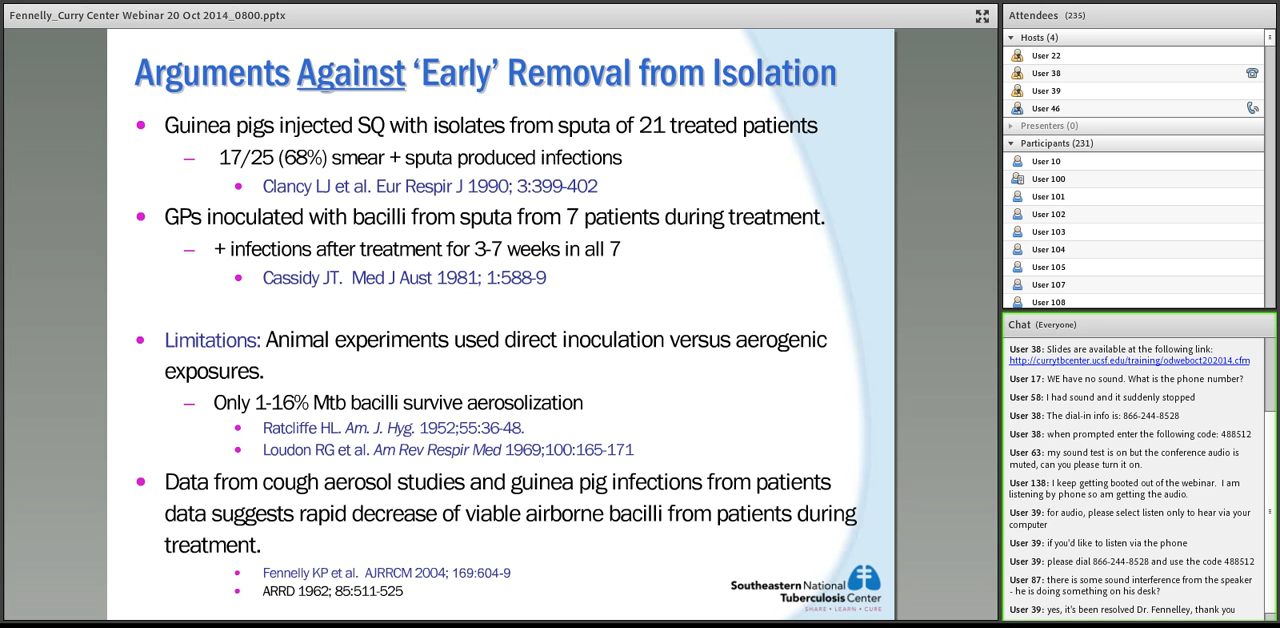 Fennelly_Curry Center Webinar 20 Oct 2014_0800.pptx
Arguments Against ‘Early’ Removal from Isolation
• Guinea pigs injected SQ with isolates from sputa of 21 treated patients
– 17/25 (68%) smear + sputa produced infections
• Clancy LJ et al. Eur Respir J 1990; 3:399-402
• GPs inoculated with bacilli from sputa from 7 patients during treatment.
– + infections after treatment for 3-7 weeks in all 7
• Cassidy JT. Med J Aust 1981; 1:588-9
• Limitations: Animal experiments used direct inoculation versus aerogenic
exposures.
– Only 1-16% Mtb bacilli survive aerosolization
• Ratcliffe HL. Am. J. Hyg. 1952;55:36-48.
• Loudon RG et al. Am Rev Respir Med 1969;100:165-171
• Data from cough aerosol studies and guinea pig infections from patients
data suggests rapid decrease of viable airborne bacilli from patients during
treatment.
• Fennelly KP et al. AJRRCM 2004; 169:604-9
• ARRD 1962; 85:511-525
Southeastern National
Tuberculosis Center
SHARE • LEARN • CURE
Attendees (235)
Hosts (4)
User 22
User 38
User 39
User 46
Presenters (0)
Participants (231)
User 10
User 100
User 101
User 102
User 103
User 104
User 105
User 107
User 108
Chat (Everyone)
User 38: Slides are available at the following link:
http://currytbcenter.ucsf.edu/training/odweboct202014.cfm
User 17: WE have no sound. What is the phone number?
User 58: I had sound and it suddenly stopped
User 38: The dial-in info is: 866-244-8528
User 38: when prompted enter the following code: 488512
User 63: my sound test is on but the conference audio is
muted, can you please turn it on.
User 138: I keep getting booted out of the webinar. I am
listening by phone so am getting the audio.
User 39: for audio, please select listen only to hear via your
computer
User 39: if you'd like to listen via the phone
User 39: please dial 866-244-8528 and use the code 488512
User 87: there is some sound interference from the speaker
- he is doing something on his desk?
User 39: yes, it's been resolved Dr. Fennelley, thank you